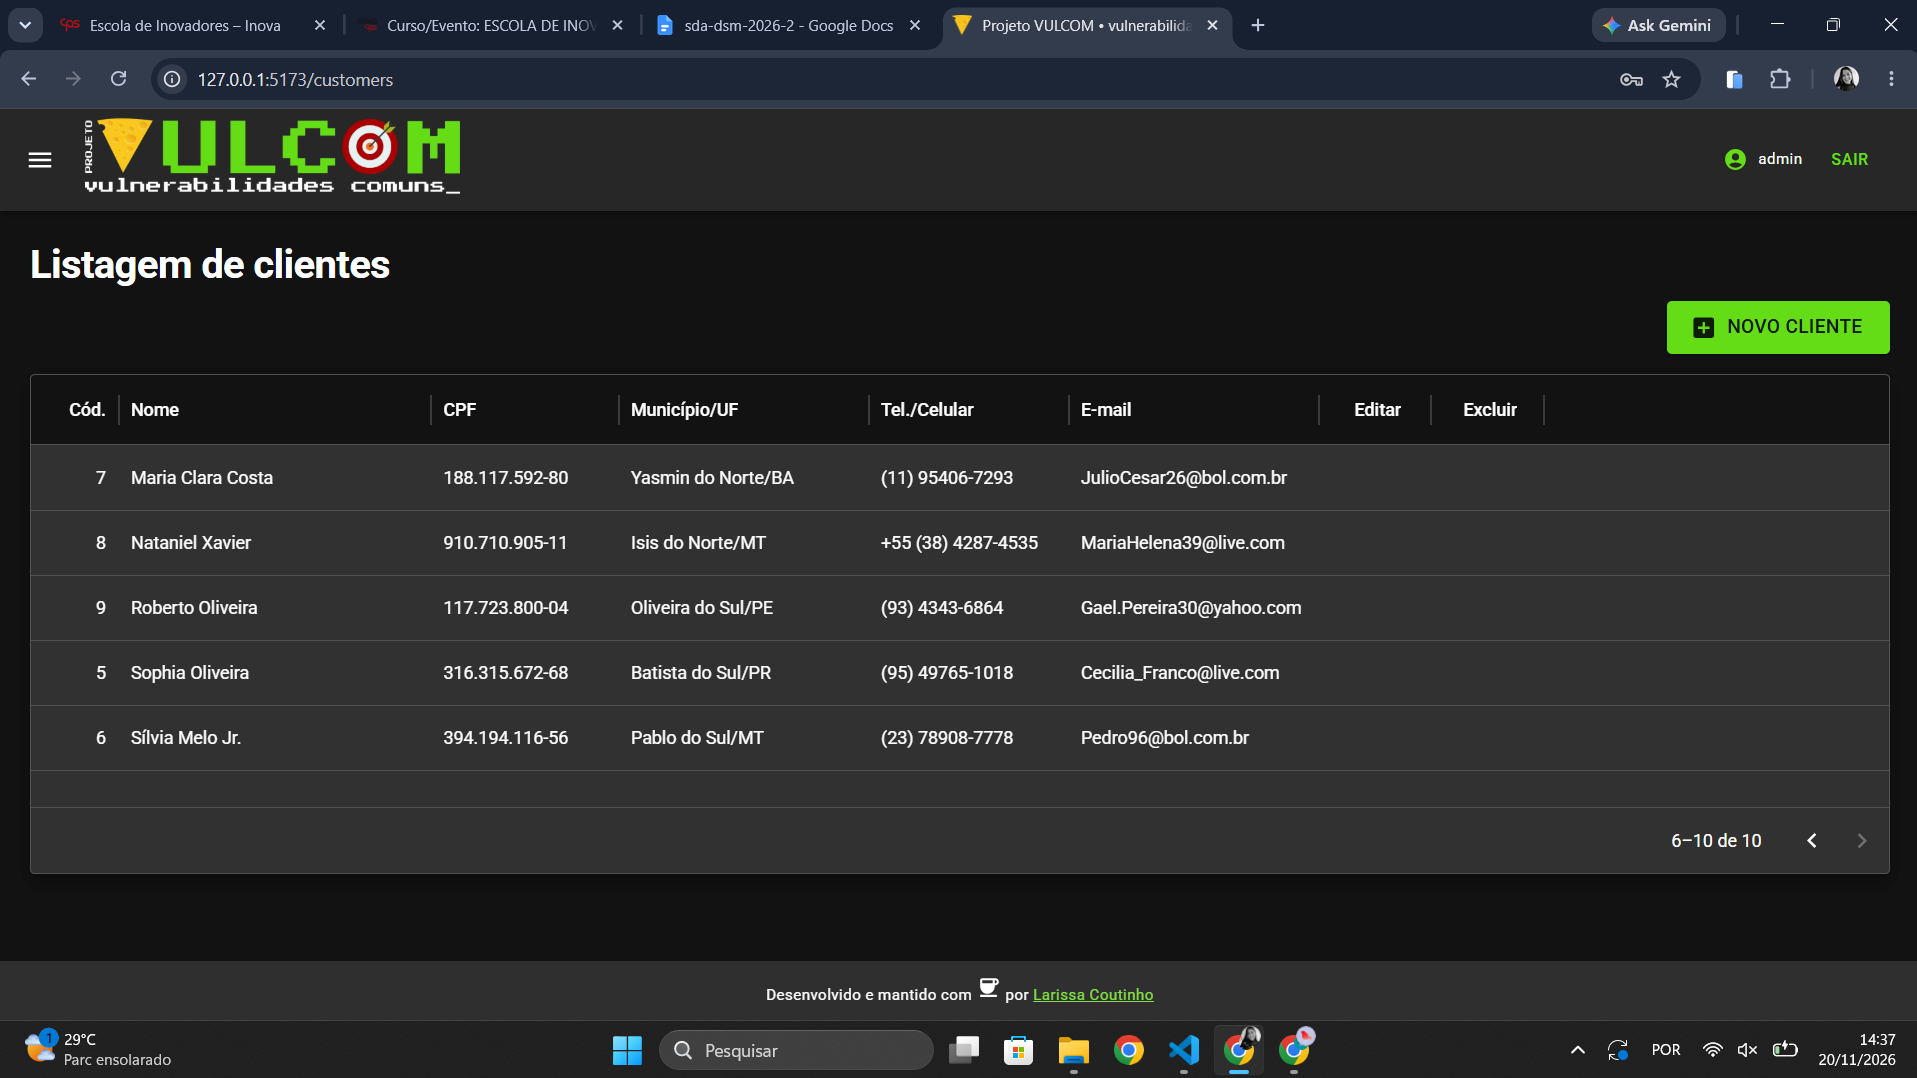 Escola de Inovadores – Inova
Curso/Evento: ESCOLA DE INOV
sda-dsm-2026-2 - Google Docs
Projeto VULCOM • vulnerabilida
Ask Gemini
127.0.0.1:5173/customers
PROJETO
VULCOM
vulnerabilidades comuns_
admin
SAIR
Listagem de clientes
NOVO CLIENTE
Cód. Nome CPF Município/UF Tel./Celular E-mail Editar Excluir
7 Maria Clara Costa 188.117.592-80 Yasmin do Norte/BA (11) 95406-7293 JulioCesar26@bol.com.br
8 Nataniel Xavier 910.710.905-11 Isis do Norte/MT +55 (38) 4287-4535 MariaHelena39@live.com
9 Roberto Oliveira 117.723.800-04 Oliveira do Sul/PE (93) 4343-6864 Gael.Pereira30@yahoo.com
5 Sophia Oliveira 316.315.672-68 Batista do Sul/PR (95) 49765-1018 Cecilia_Franco@live.com
6 Sílvia Melo Jr. 394.194.116-56 Pablo do Sul/MT (23) 78908-7778 Pedro96@bol.com.br
6–10 de 10
Desenvolvido e mantido com por Larissa Coutinho
1
29°C
Parc ensolarado
Pesquisar
POR
14:37
20/11/2026